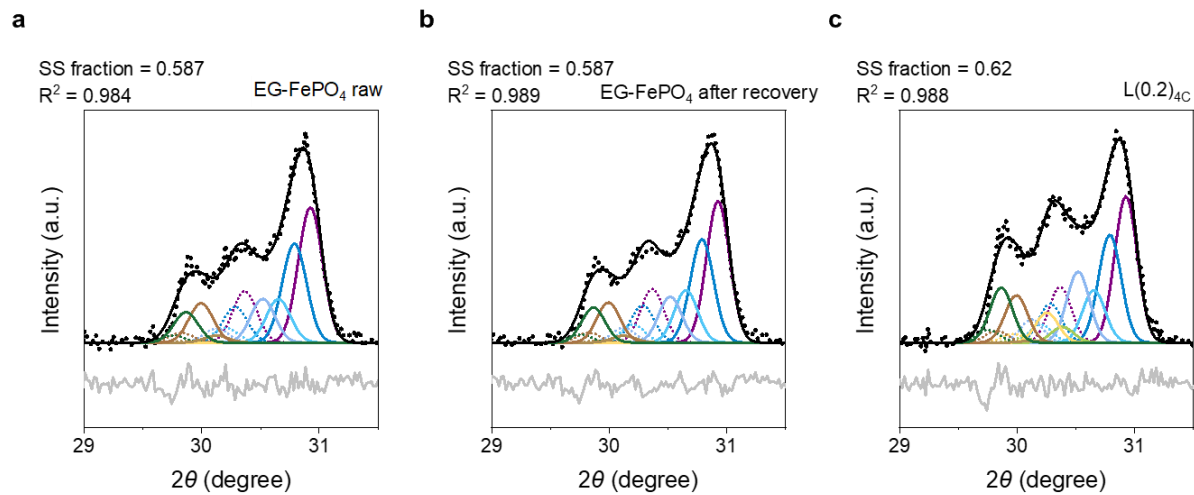 a
SS fraction = 0.587
R² = 0.984
EG-FePO₄ raw
Intensity (a.u.)
29
30
31
2θ (degree)
b
SS fraction = 0.587
R² = 0.989
EG-FePO₄ after recovery
Intensity (a.u.)
29
30
31
2θ (degree)
c
SS fraction = 0.62
R² = 0.988
L(0.2)₄C
Intensity (a.u.)
29
30
31
2θ (degree)